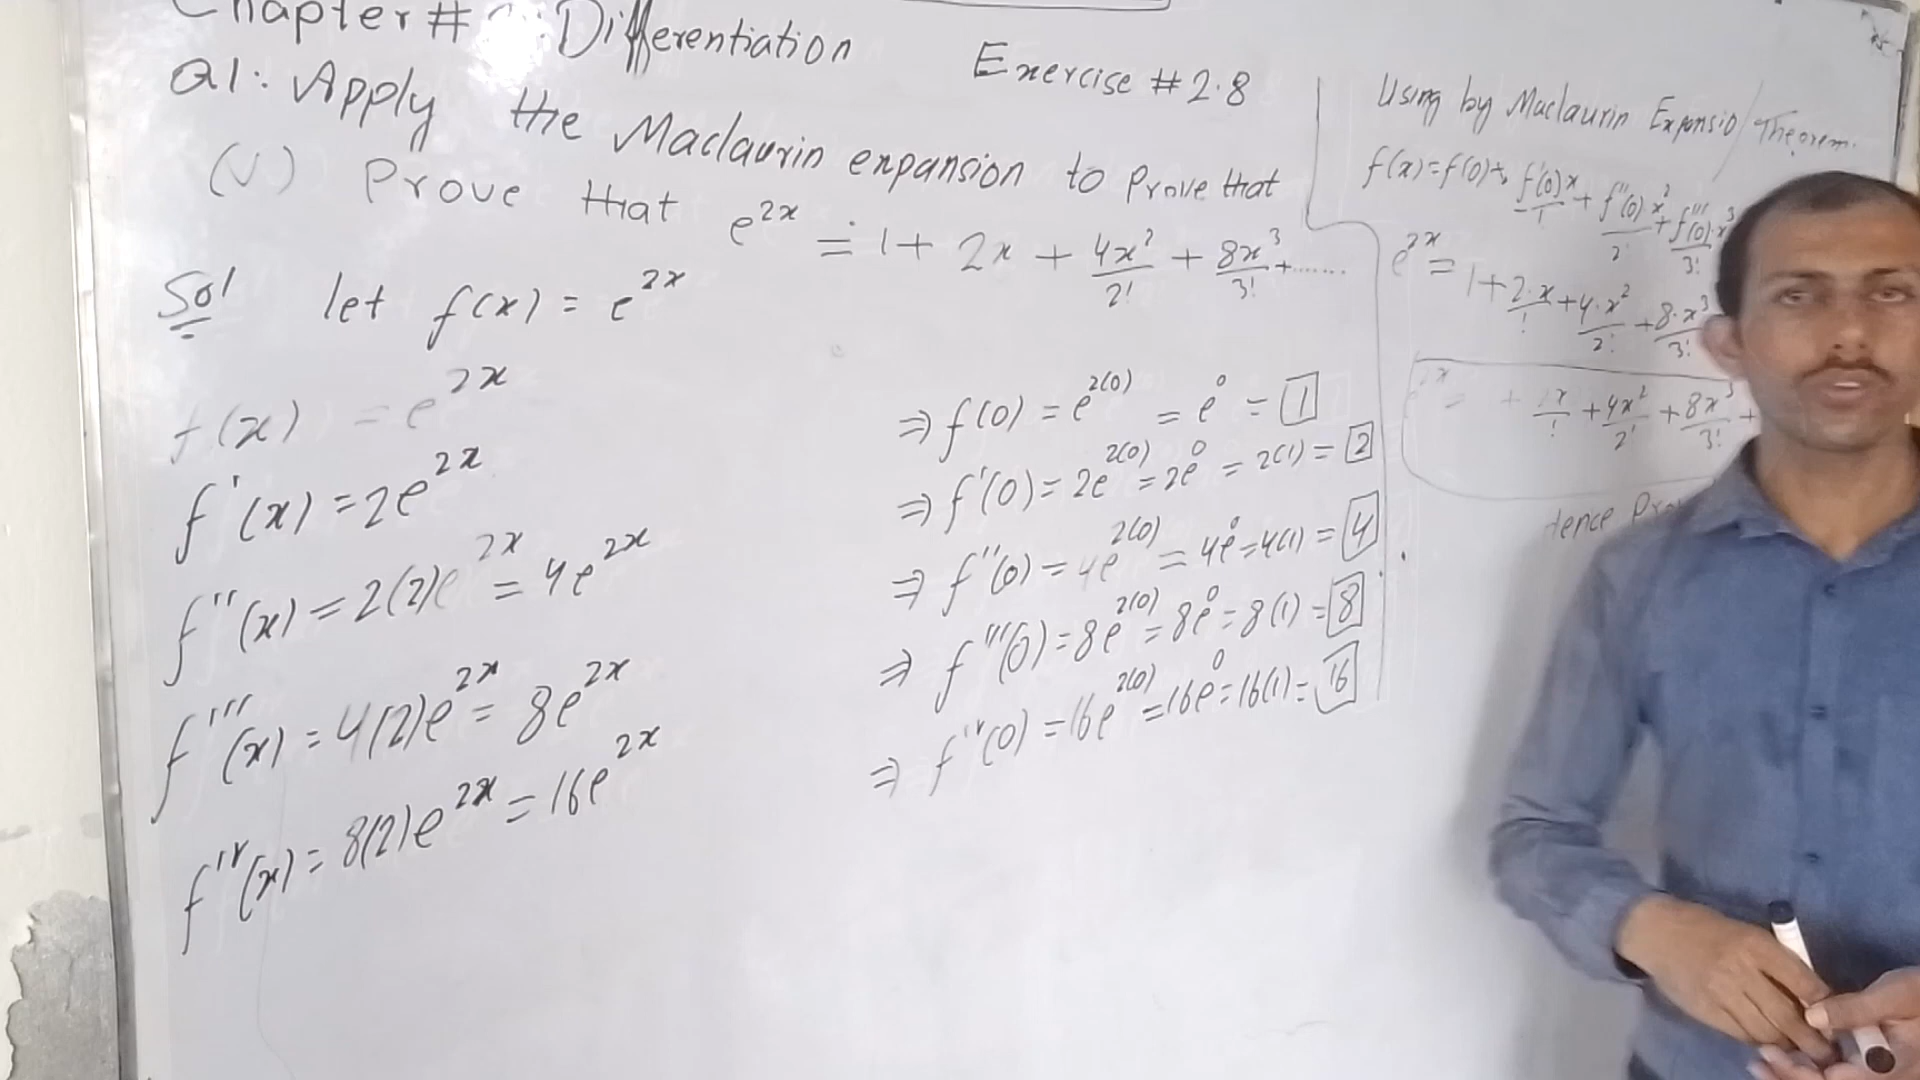 Chapter # : Differentiation Exercise # 2.8
Q1: Apply the Maclaurin expansion to Prove that
(V) Prove that e^2x = 1 + 2x + 4x²/2! + 8x³/3! + .......
Sol let f(x) = e^2x
f(x) = e^2x ⇒ f(0) = e^2(0) = e^0 = 1
f'(x) = 2e^2x ⇒ f'(0) = 2e^2(0) = 2e^0 = 2(1) = 2
f''(x) = 2(2)e^2x = 4e^2x ⇒ f''(0) = 4e^2(0) = 4e^0 = 4(1) = 4
f'''(x) = 4(2)e^2x = 8e^2x ⇒ f'''(0) = 8e^2(0) = 8e^0 = 8(1) = 8
f''''(x) = 8(2)e^2x = 16e^2x ⇒ f''''(0) = 16e^2(0) = 16e^0 = 16(1) = 16
Using by Maclaurin Expansio / Theorem.
f(x) = f(0) + f'(0)x/1 + f''(0).x²/2! + f'''(0).x³/3!
e^2x = 1 + 2.x/! + 4.x²/2! + 8.x³/3!
+ 2x/! + 4x²/2! + 8x³/3! +
Hence